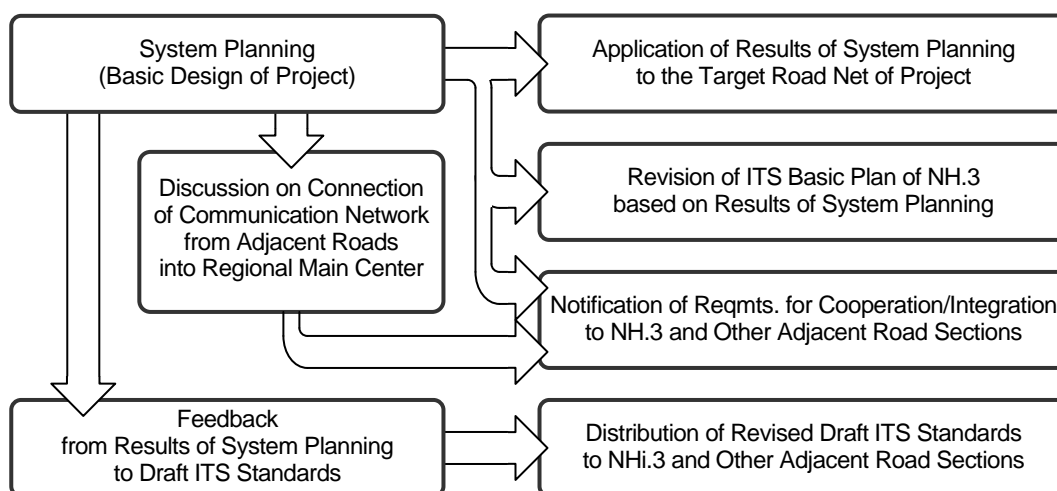 System Planning
(Basic Design of Project)
Application of Results of System Planning
to the Target Road Net of Project
Discussion on Connection
of Communication Network
from Adjacent Roads
into Regional Main Center
Revision of ITS Basic Plan of NH.3
based on Results of System Planning
Notification of Reqmts. for Cooperation/Integration
to NH.3 and Other Adjacent Road Sections
Feedback
from Results of System Planning
to Draft ITS Standards
Distribution of Revised Draft ITS Standards
to NHi.3 and Other Adjacent Road Sections